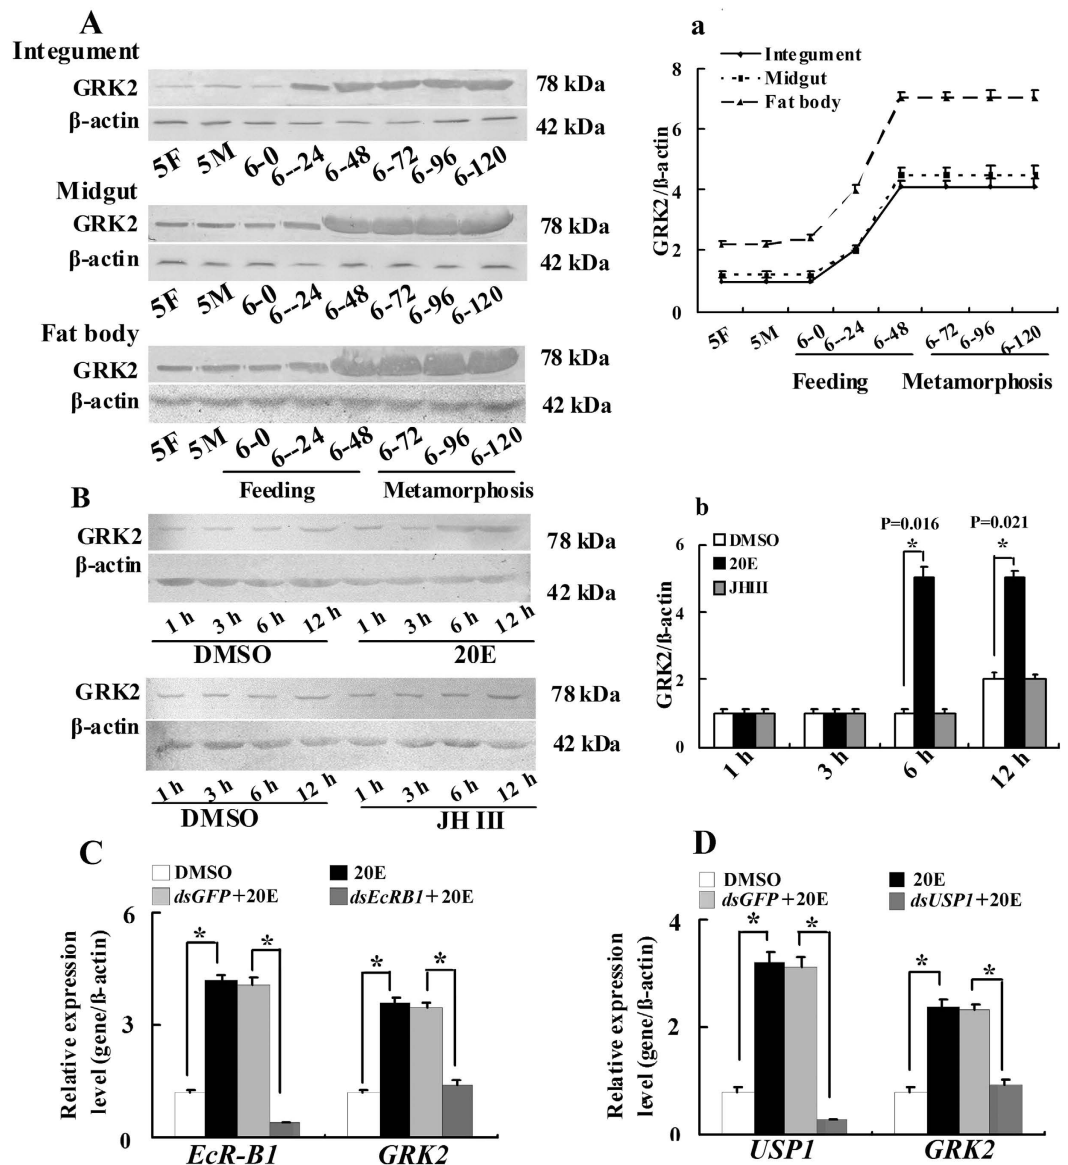 A
Integument
GRK2 78 kDa
β-actin 42 kDa
5F 5M 6-0 6--24 6-48 6-72 6-96 6-120
Midgut
GRK2 78 kDa
β-actin 42 kDa
5F 5M 6-0 6--24 6-48 6-72 6-96 6-120
Fat body
GRK2 78 kDa
β-actin 42 kDa
5F 5M 6-0 6--24 6-48 6-72 6-96 6-120
Feeding Metamorphosis
a
Integument
Midgut
Fat body
GRK2/ß-actin
8
6
4
2
0
5F 5M 6-0 6--24 6-48 6-72 6-96 6-120
Feeding Metamorphosis
B
GRK2 78 kDa
β-actin 42 kDa
1 h 3 h 6 h 12 h 1 h 3 h 6 h 12 h
DMSO 20E
GRK2 78 kDa
β-actin 42 kDa
1 h 3 h 6 h 12 h 1 h 3 h 6 h 12 h
DMSO JH III
b
P=0.016 P=0.021
* *
DMSO
20E
JHIII
GRK2/ß-actin
6
4
2
0
1 h 3 h 6 h 12 h
C
DMSO 20E
dsGFP+20E dsEcRB1+20E
Relative expression
level (gene/ß-actin)
6
3
0
* * * *
EcR-B1 GRK2
D
DMSO 20E
dsGFP+20E dsUSP1+20E
Relative expression
level (gene/ß-actin)
4
2
0
* * * *
USP1 GRK2